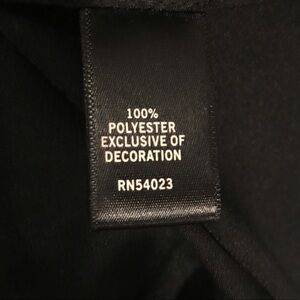 100%
POLYESTER
EXCLUSIVE OF
DECORATION
RN54023